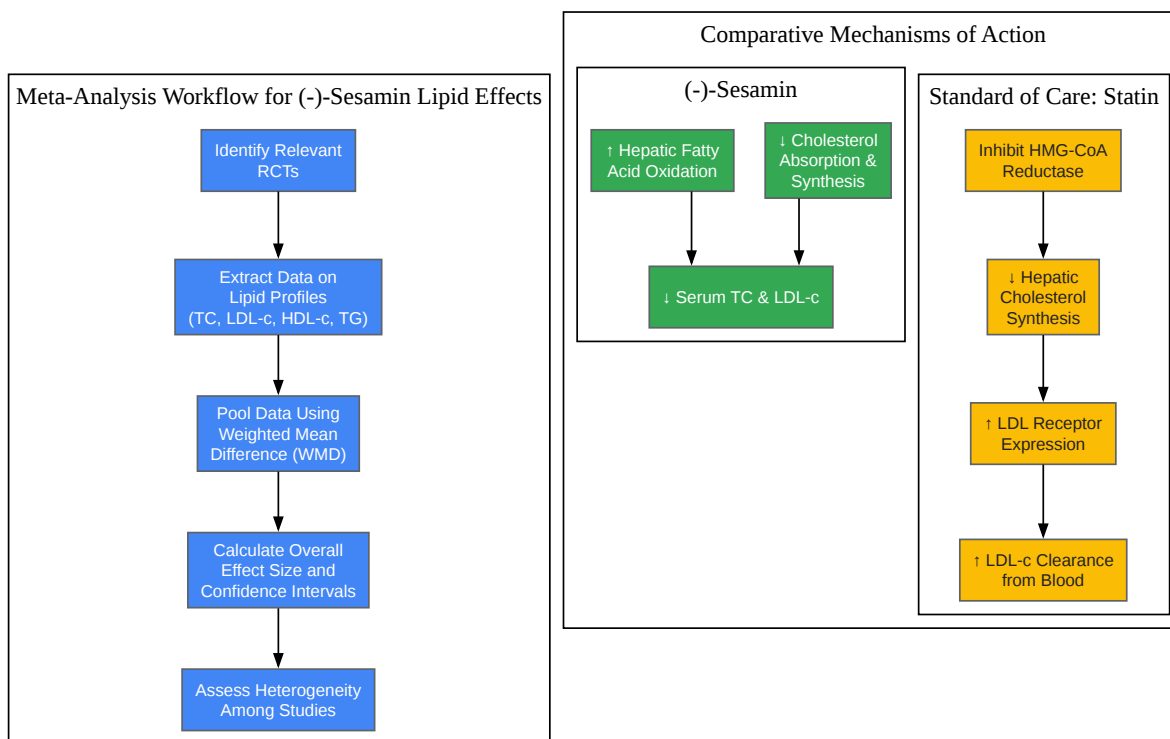 Meta-Analysis Workflow for (-)-Sesamin Lipid Effects
Identify Relevant
RCTs
Extract Data on
Lipid Profiles
(TC, LDL-c, HDL-c, TG)
Pool Data Using
Weighted Mean
Difference (WMD)
Calculate Overall
Effect Size and
Confidence Intervals
Assess Heterogeneity
Among Studies
Comparative Mechanisms of Action
(-)-Sesamin
↑ Hepatic Fatty
Acid Oxidation
↓ Cholesterol
Absorption &
Synthesis
↓ Serum TC & LDL-c
Standard of Care: Statin
Inhibit HMG-CoA
Reductase
↓ Hepatic
Cholesterol
Synthesis
↑ LDL Receptor
Expression
↑ LDL-c Clearance
from Blood